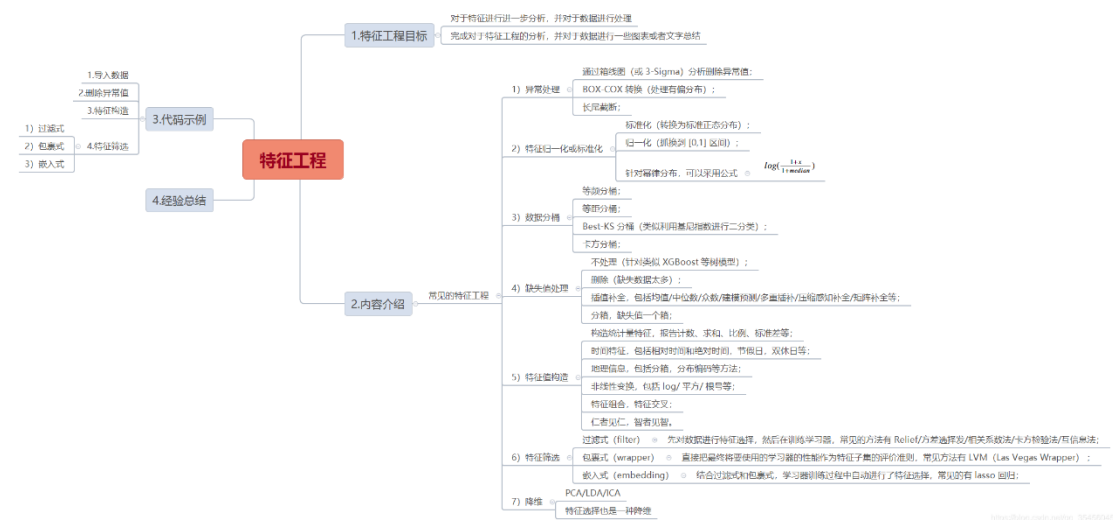 特征工程
1.特征工程目标
对于特征进行进一步分析，并对于数据进行处理
完成对于特征工程的分析，并对于数据进行一些图表或者文字总结
2.内容介绍
常见的特征工程
1）异常处理
通过箱线图（或 3-Sigma）分析删除异常值；
BOX-COX 转换（处理有偏分布）；
长尾截断；
2）特征归一化或标准化
标准化（转换为标准正态分布）；
归一化（抓换到 [0,1] 区间）；
针对幂律分布，可以采用公式
log(1+x/1+median)
3）数据分桶
等频分桶；
等距分桶；
Best-KS 分桶（类似利用基尼指数进行二分类）；
卡方分桶；
4）缺失值处理
不处理（针对类似 XGBoost 等树模型）；
删除（缺失数据太多）；
插值补全，包括均值/中位数/众数/建模预测/多重插补/压缩感知补全/矩阵补全等；
分箱，缺失值一个箱；
5）特征值构造
构造统计量特征，报告计数、求和、比例、标准差等；
时间特征，包括相对时间和绝对时间，节假日，双休日等；
地理信息，包括分箱，分布编码等方法；
非线性变换，包括 log/ 平方/ 根号等；
特征组合，特征交叉；
仁者见仁，智者见智。
6）特征筛选
过滤式（filter）
先对数据进行特征选择，然后在训练学习器，常见的方法有 Relief/方差选择发/相关系数法/卡方检验法/互信息法；
包裹式（wrapper）
直接把最终将要使用的学习器的性能作为特征子集的评价准则，常见方法有 LVM（Las Vegas Wrapper）；
嵌入式（embedding）
结合过滤式和包裹式，学习器训练过程中自动进行了特征选择，常见的有 lasso 回归；
7）降维
PCA/LDA/ICA
特征选择也是一种降维
3.代码示例
1.导入数据
2.删除异常值
3.特征构造
4.特征筛选
1）过滤式
2）包裹式
3）嵌入式
4.经验总结